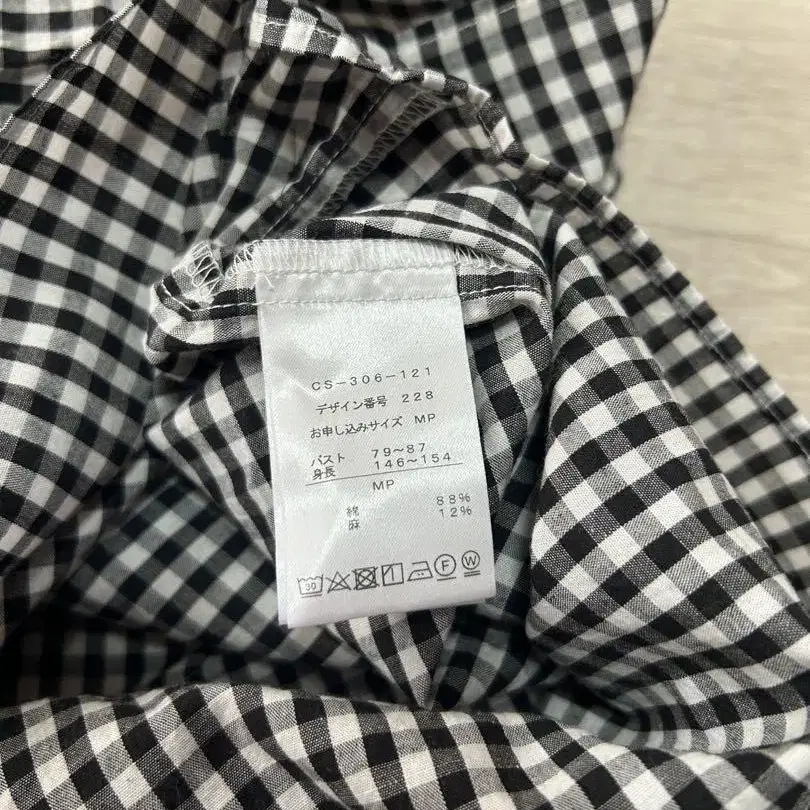 CS-306-121
デザイン番号 228
お申し込みサイズ MP
バスト 79~87
身長 146~154
MP
綿 88%
麻 12%
30 F W